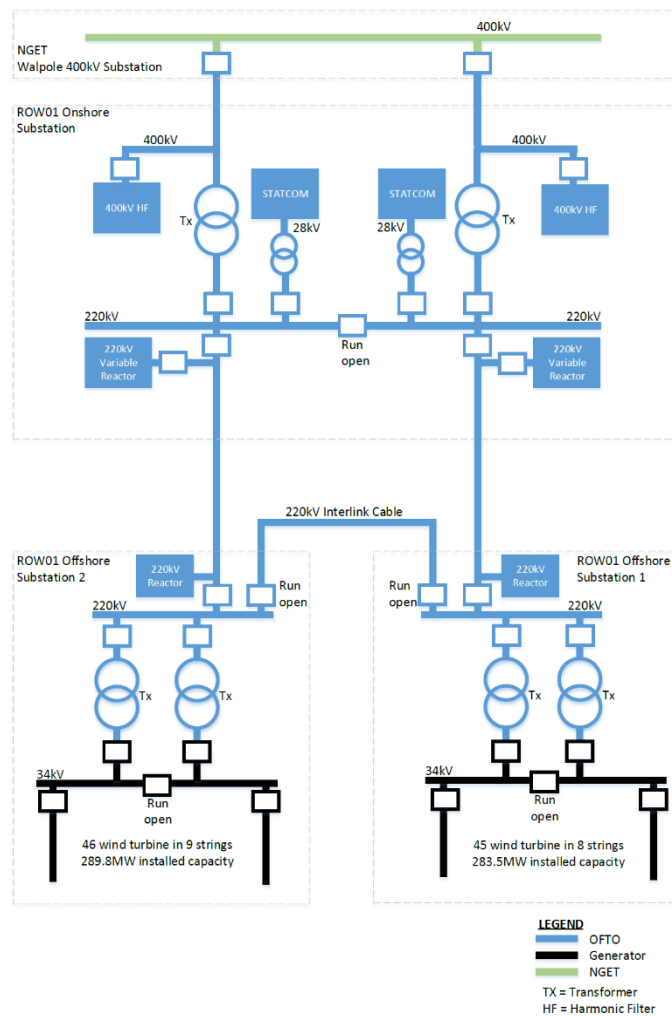 400kV
NGET
Walpole 400kV Substation
ROW01 Onshore
Substation
400kV
400kV
STATCOM
STATCOM
400kV HF
400kV HF
Tx
Tx
28kV
28kV
220kV
220kV
Run
open
220kV
Variable
Reactor
220kV
Variable
Reactor
220kV Interlink Cable
ROW01 Offshore
Substation 2
220kV
Reactor
Run
open
220kV
Tx
Tx
34kV
Run
open
46 wind turbine in 9 strings
289.8MW installed capacity
ROW01 Offshore
Substation 1
220kV
Reactor
Run
open
220kV
Tx
Tx
34kV
Run
open
45 wind turbine in 8 strings
283.5MW installed capacity
LEGEND
OFTO
Generator
NGET
TX = Transformer
HF = Harmonic Filter